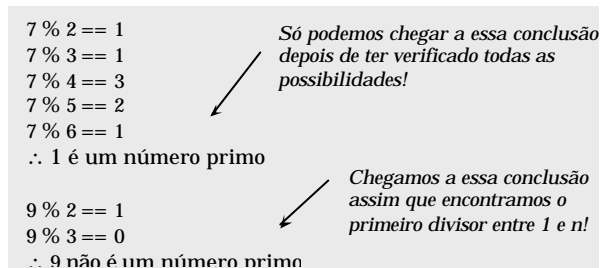 7 % 2 == 1
7 % 3 == 1
7 % 4 == 3
7 % 5 == 2
7 % 6 == 1
∴ 1 é um número primo
Só podemos chegar a essa conclusão
depois de ter verificado todas as
possibilidades!
9 % 2 == 1
9 % 3 == 0
∴ 9 não é um número primo
Chegamos a essa conclusão
assim que encontramos o
primeiro divisor entre 1 e n!